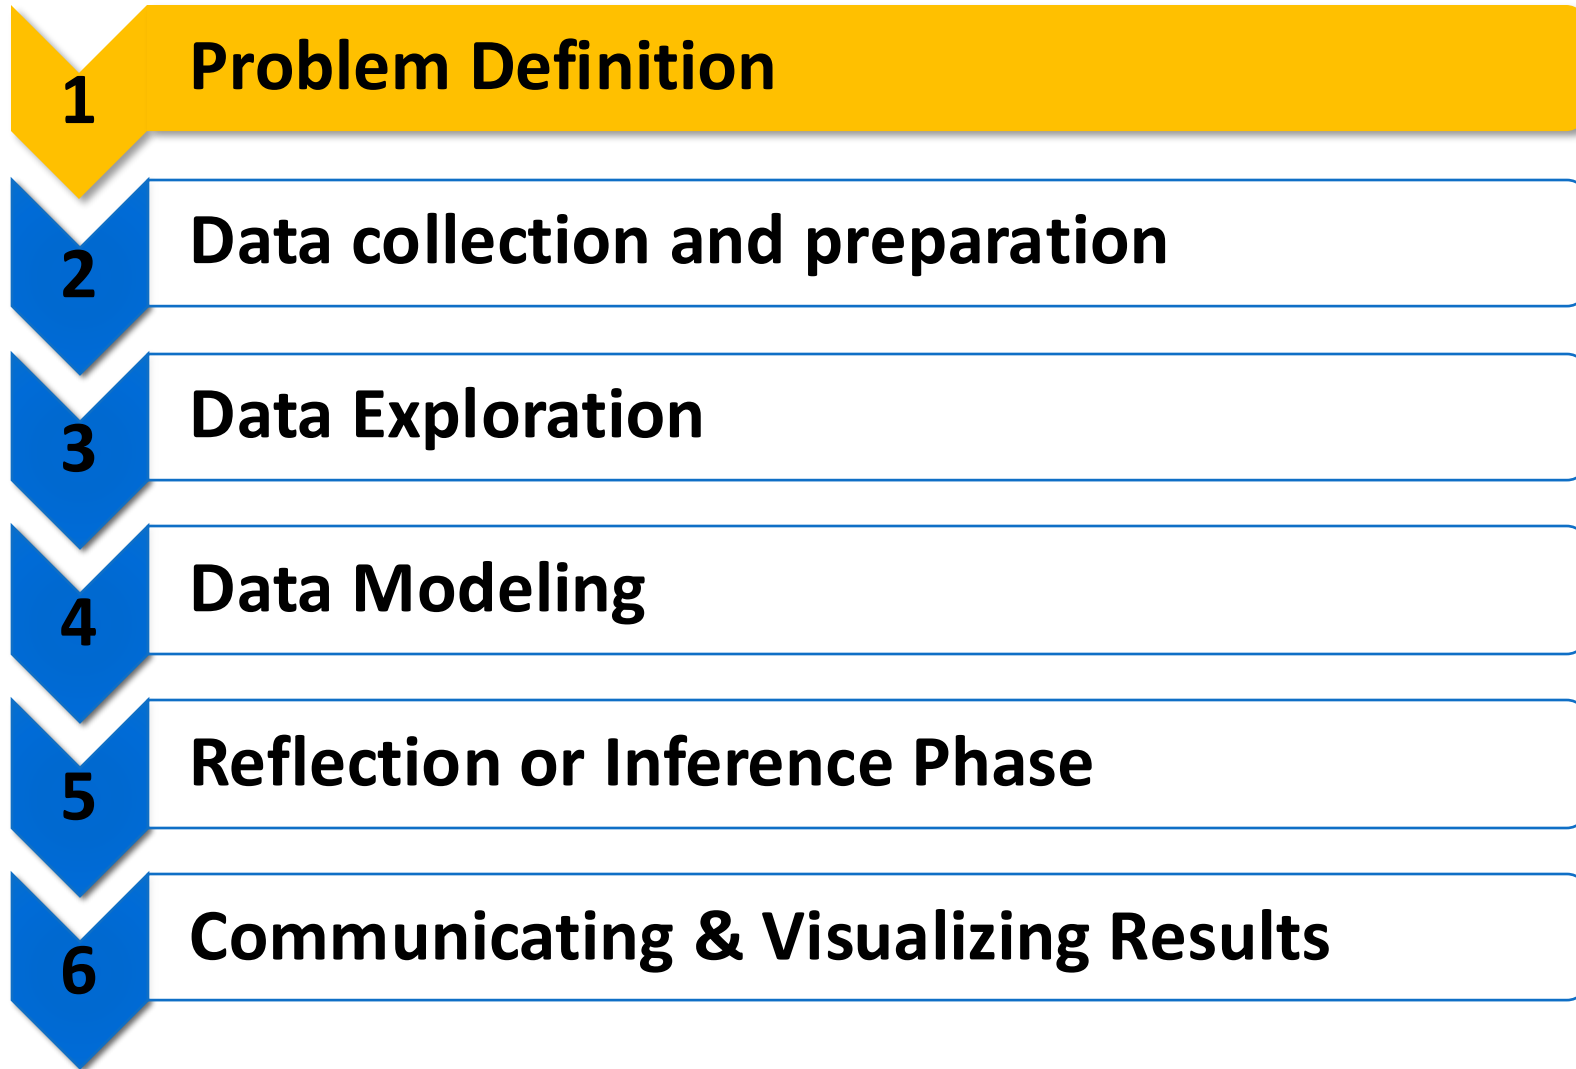 1 Problem Definition
2 Data collection and preparation
3 Data Exploration
4 Data Modeling
5 Reflection or Inference Phase
6 Communicating & Visualizing Results